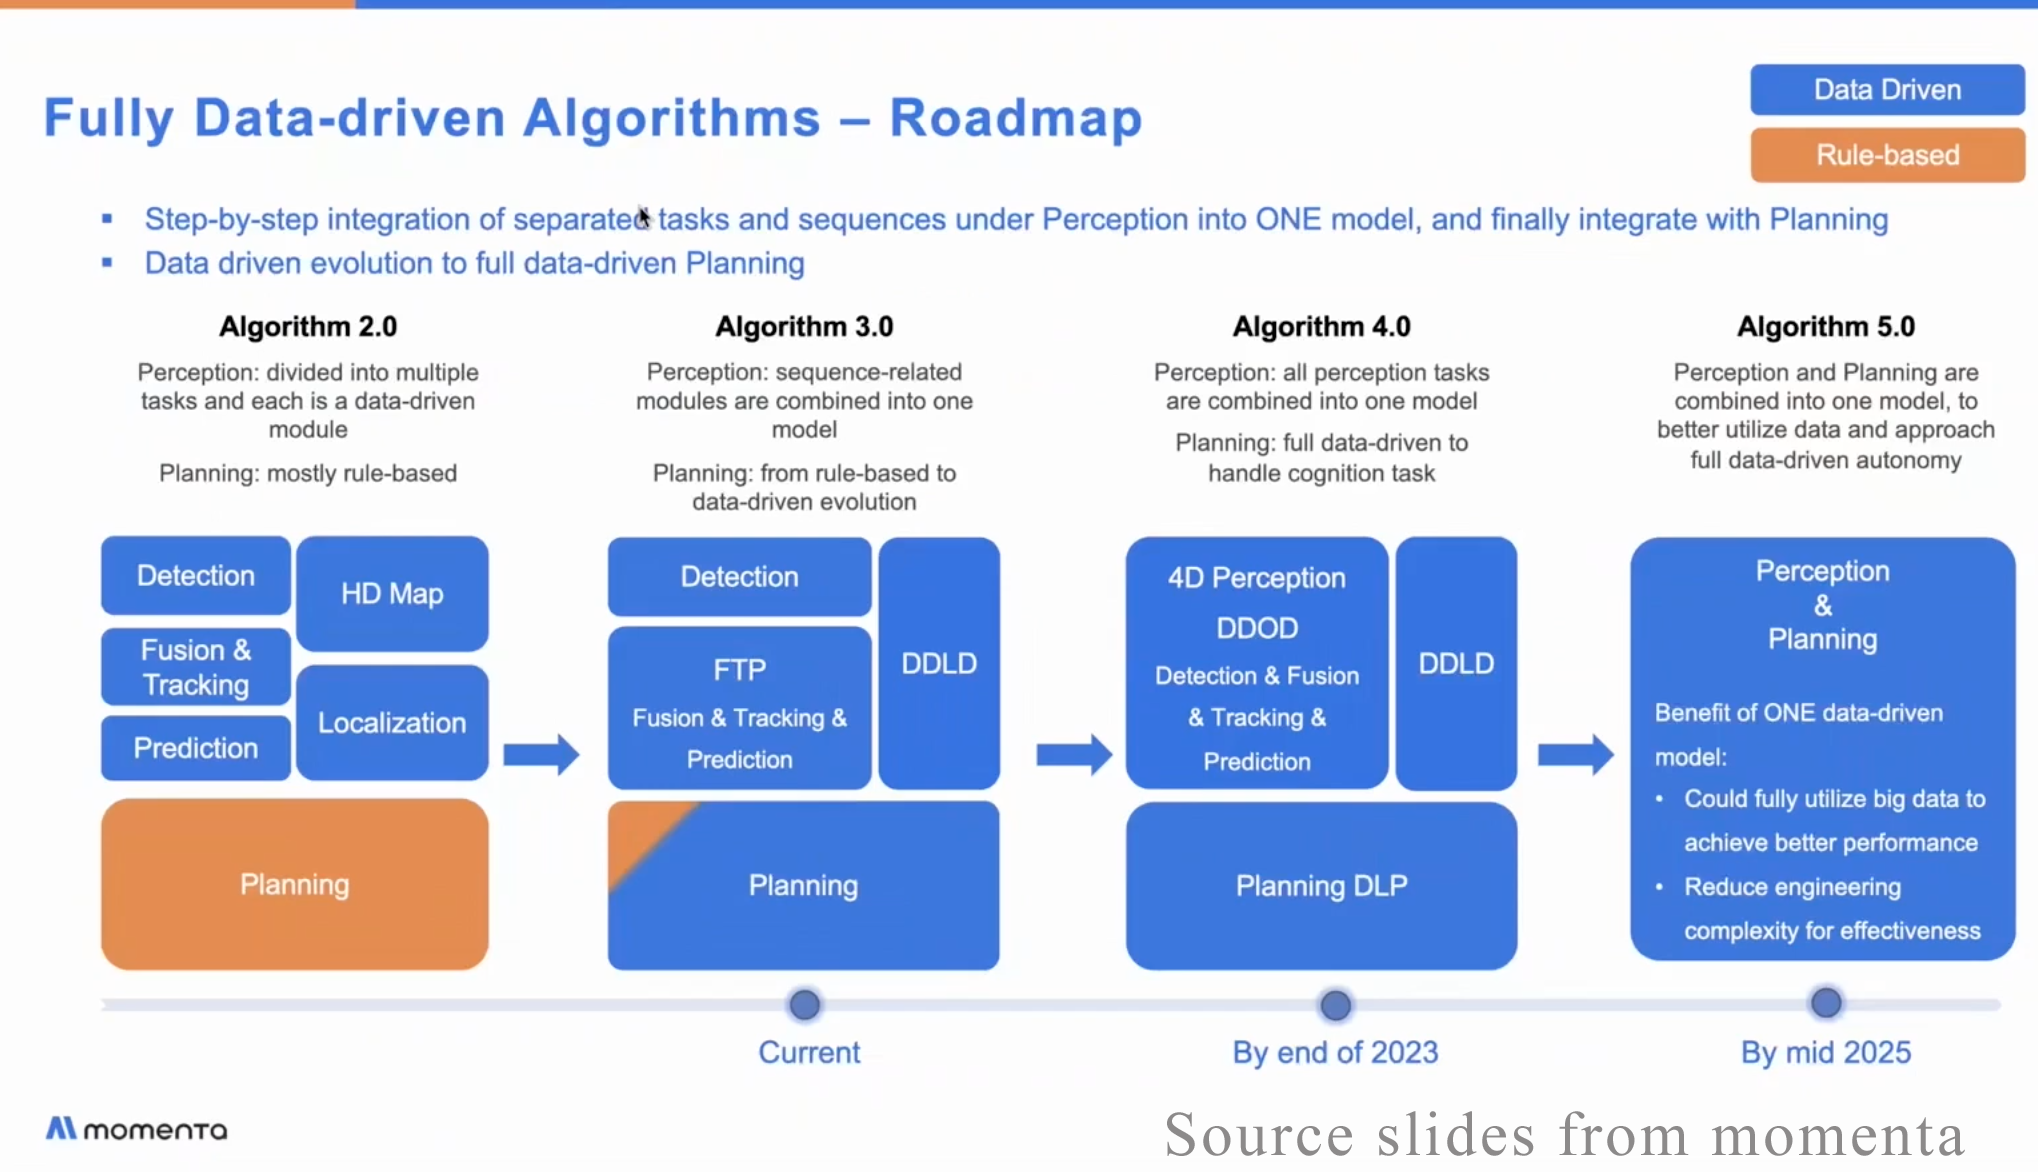 Data Driven
Fully Data-driven Algorithms – Roadmap
Rule-based
▪ Step-by-step integration of separated tasks and sequences under Perception into ONE model, and finally integrate with Planning
▪ Data driven evolution to full data-driven Planning
Algorithm 2.0
Perception: divided into multiple
tasks and each is a data-driven
module
Planning: mostly rule-based
Detection
HD Map
Fusion &
Tracking
Localization
Prediction
Planning
Algorithm 3.0
Perception: sequence-related
modules are combined into one
model
Planning: from rule-based to
data-driven evolution
Detection
FTP
Fusion & Tracking &
Prediction
DDLD
Planning
Current
Algorithm 4.0
Perception: all perception tasks
are combined into one model
Planning: full data-driven to
handle cognition task
4D Perception
DDOD
Detection & Fusion
& Tracking &
Prediction
DDLD
Planning DLP
By end of 2023
Algorithm 5.0
Perception and Planning are
combined into one model, to
better utilize data and approach
full data-driven autonomy
Perception
&
Planning
Benefit of ONE data-driven
model:
• Could fully utilize big data to
achieve better performance
• Reduce engineering
complexity for effectiveness
By mid 2025
momenta
Source slides from momenta